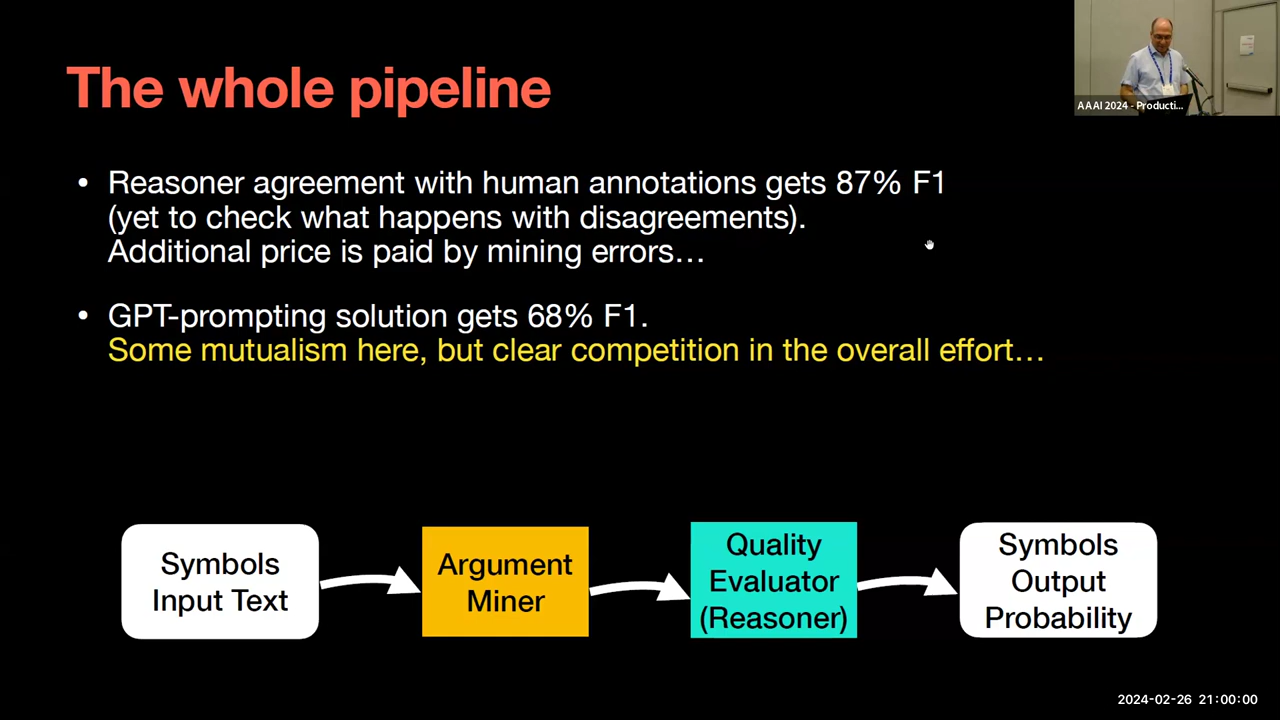 The whole pipeline
AAAI 2024 - Producti...
• Reasoner agreement with human annotations gets 87% F1
(yet to check what happens with disagreements).
Additional price is paid by mining errors…
• GPT-prompting solution gets 68% F1.
Some mutualism here, but clear competition in the overall effort…
Symbols
Input Text
Argument
Miner
Quality
Evaluator
(Reasoner)
Symbols
Output
Probability
2024-02-26 21:00:00